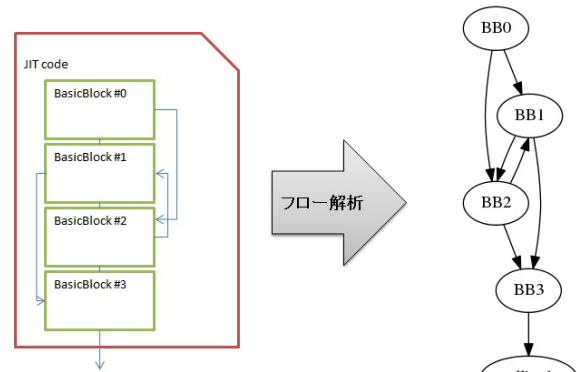 JIT code
BasicBlock #0
BasicBlock #1
BasicBlock #2
BasicBlock #3
フロー解析
BB0
BB1
BB2
BB3